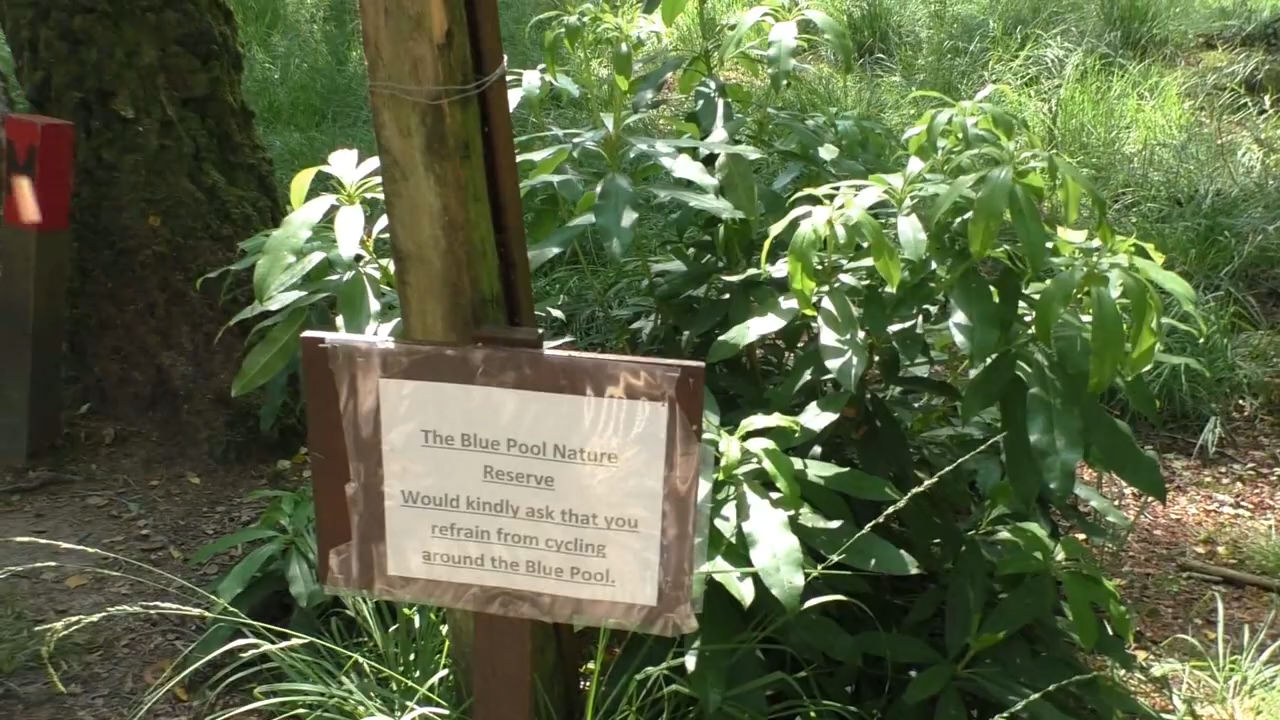 The Blue Pool Nature
Reserve
Would kindly ask that you
refrain from cycling
around the Blue Pool.